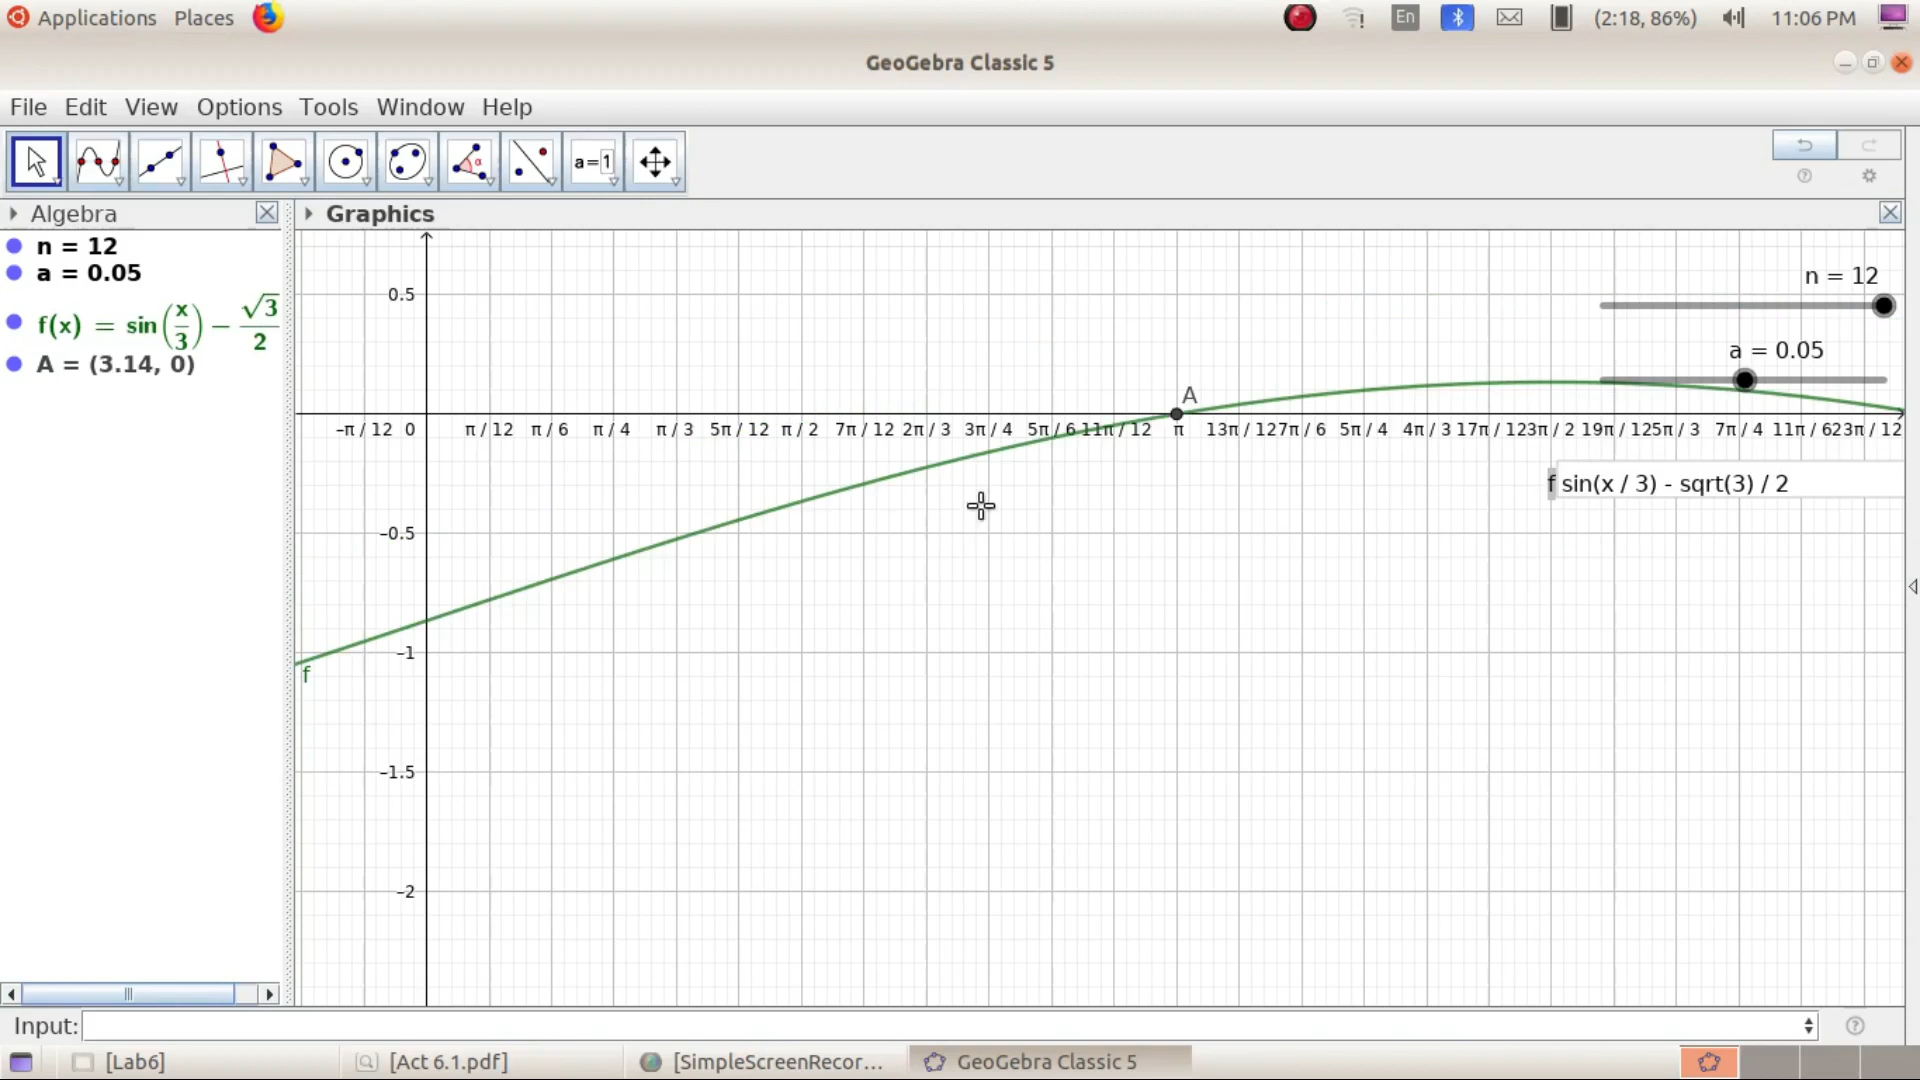 Applications Places
En (2:18, 86%) 11:06 PM
GeoGebra Classic 5
File Edit View Options Tools Window Help
a=1
α
Algebra
Graphics
n = 12
a = 0.05
f(x) = sin(x/3) − √3/2
A = (3.14, 0)
n = 12
a = 0.05
0.5
A
–π / 12 0 π / 12 π / 6 π / 4 π / 3 5π / 12 π / 2 7π / 12 2π / 3 3π / 4 5π / 6 11π / 12 π 13π / 12 7π / 6 5π / 4 4π / 3 17π / 12 3π / 2 19π / 12 5π / 3 7π / 4 11π / 6 23π / 12
f sin(x / 3) - sqrt(3) / 2
–0.5
–1
f
–1.5
–2
Input:
[Lab6] [Act 6.1.pdf] [SimpleScreenRecor... GeoGebra Classic 5